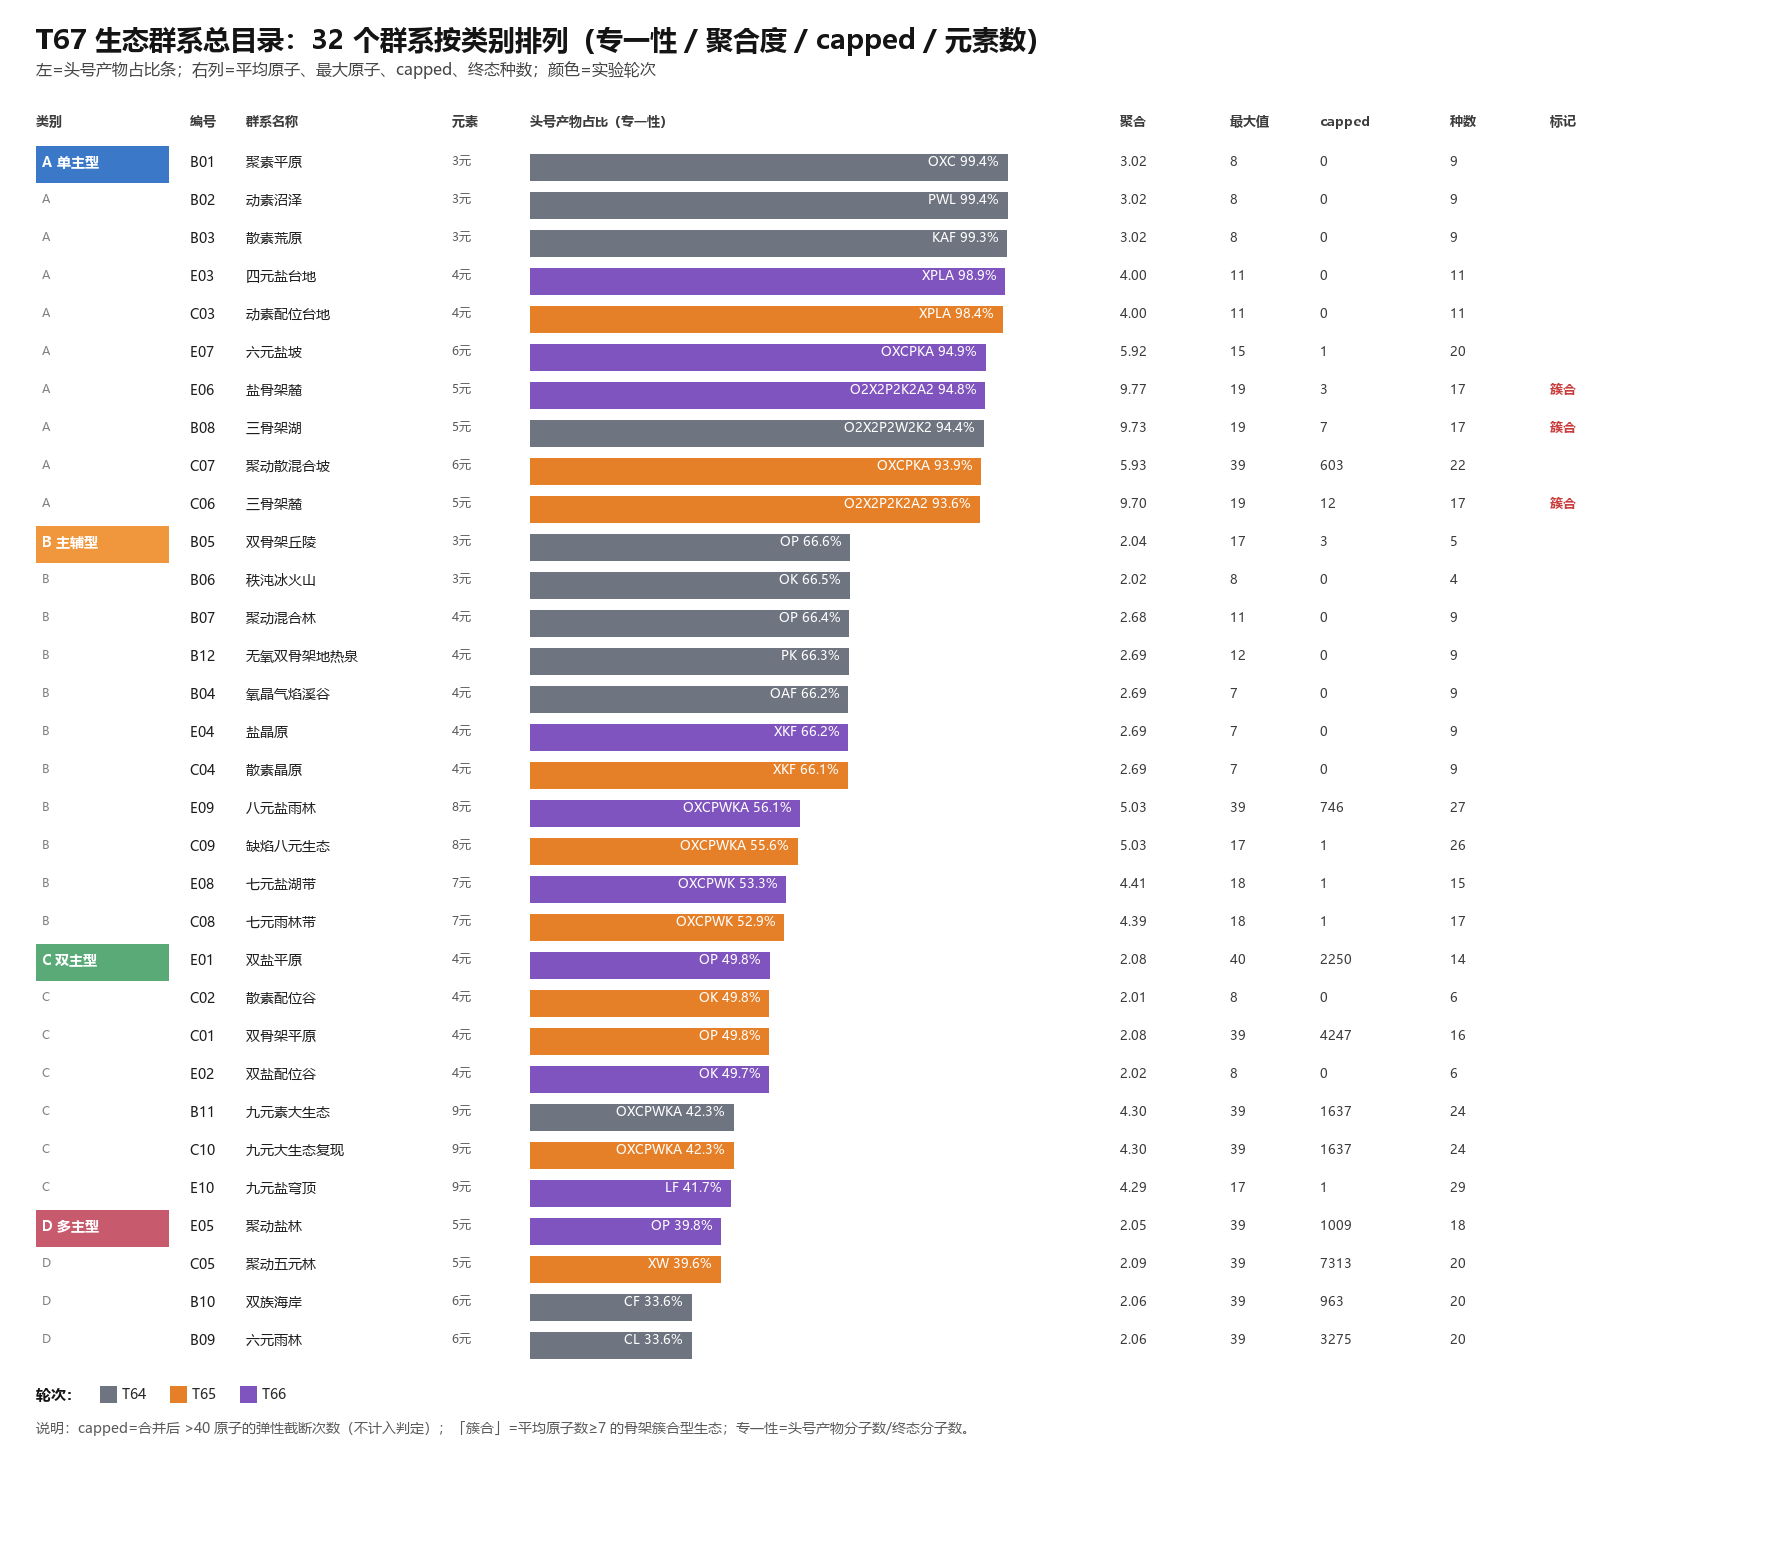 T67 生态群系总目录：32 个群系按类别排列（专一性 / 聚合度 / capped / 元素数）
左=头号产物占比条；右列=平均原子、最大原子、capped、终态种数；颜色=实验轮次
类别 编号 群系名称 元素 头号产物占比（专一性） 聚合 最大值 capped 种数 标记
A 单主型 B01 聚素平原 3元 OXC 99.4% 3.02 8 0 9
A B02 动素沼泽 3元 PWL 99.4% 3.02 8 0 9
A B03 散素荒原 3元 KAF 99.3% 3.02 8 0 9
A E03 四元盐台地 4元 XPLA 98.9% 4.00 11 0 11
A C03 动素配位台地 4元 XPLA 98.4% 4.00 11 0 11
A E07 六元盐坡 6元 OXCPKA 94.9% 5.92 15 1 20
A E06 盐骨架麓 5元 O2X2P2K2A2 94.8% 9.77 19 3 17 簇合
A B08 三骨架湖 5元 O2X2P2W2K2 94.4% 9.73 19 7 17 簇合
A C07 聚动散混合坡 6元 OXCPKA 93.9% 5.93 39 603 22
A C06 三骨架麓 5元 O2X2P2K2A2 93.6% 9.70 19 12 17 簇合
B 主辅型 B05 双骨架丘陵 3元 OP 66.6% 2.04 17 3 5
B B06 秩沌冰火山 3元 OK 66.5% 2.02 8 0 4
B B07 聚动混合林 4元 OP 66.4% 2.68 11 0 9
B B12 无氧双骨架地热泉 4元 PK 66.3% 2.69 12 0 9
B B04 氧晶气焰溪谷 4元 OAF 66.2% 2.69 7 0 9
B E04 盐晶原 4元 XKF 66.2% 2.69 7 0 9
B C04 散素晶原 4元 XKF 66.1% 2.69 7 0 9
B E09 八元盐雨林 8元 OXCPWKA 56.1% 5.03 39 746 27
B C09 缺焰八元生态 8元 OXCPWKA 55.6% 5.03 17 1 26
B E08 七元盐湖带 7元 OXCPWK 53.3% 4.41 18 1 15
B C08 七元雨林带 7元 OXCPWK 52.9% 4.39 18 1 17
C 双主型 E01 双盐平原 4元 OP 49.8% 2.08 40 2250 14
C C02 散素配位谷 4元 OK 49.8% 2.01 8 0 6
C C01 双骨架平原 4元 OP 49.8% 2.08 39 4247 16
C E02 双盐配位谷 4元 OK 49.7% 2.02 8 0 6
C B11 九元素大生态 9元 OXCPWKA 42.3% 4.30 39 1637 24
C C10 九元大生态复现 9元 OXCPWKA 42.3% 4.30 39 1637 24
C E10 九元盐穹顶 9元 LF 41.7% 4.29 17 1 29
D 多主型 E05 聚动盐林 5元 OP 39.8% 2.05 39 1009 18
D C05 聚动五元林 5元 XW 39.6% 2.09 39 7313 20
D B10 双族海岸 6元 CF 33.6% 2.06 39 963 20
D B09 六元雨林 6元 CL 33.6% 2.06 39 3275 20
轮次： T64 T65 T66
说明：capped=合并后 >40 原子的弹性截断次数（不计入判定）；「簇合」=平均原子数≥7 的骨架簇合型生态；专一性=头号产物分子数/终态分子数。